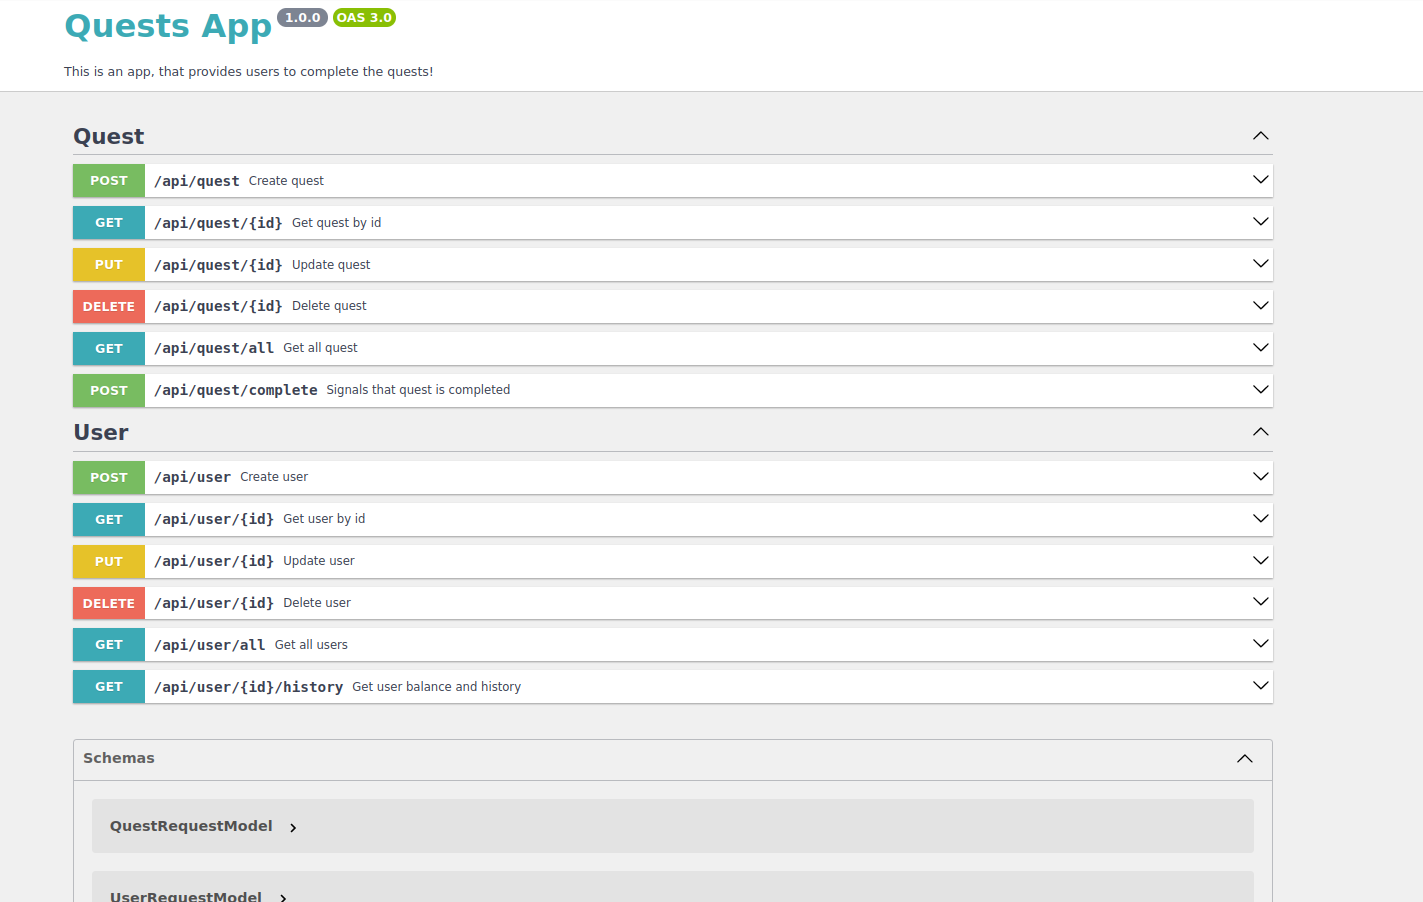 Quests App 1.0.0 OAS 3.0
This is an app, that provides users to complete the quests!
Quest
POST /api/quest Create quest
GET /api/quest/{id} Get quest by id
PUT /api/quest/{id} Update quest
DELETE /api/quest/{id} Delete quest
GET /api/quest/all Get all quest
POST /api/quest/complete Signals that quest is completed
User
POST /api/user Create user
GET /api/user/{id} Get user by id
PUT /api/user/{id} Update user
DELETE /api/user/{id} Delete user
GET /api/user/all Get all users
GET /api/user/{id}/history Get user balance and history
Schemas
QuestRequestModel
UserRequestModel